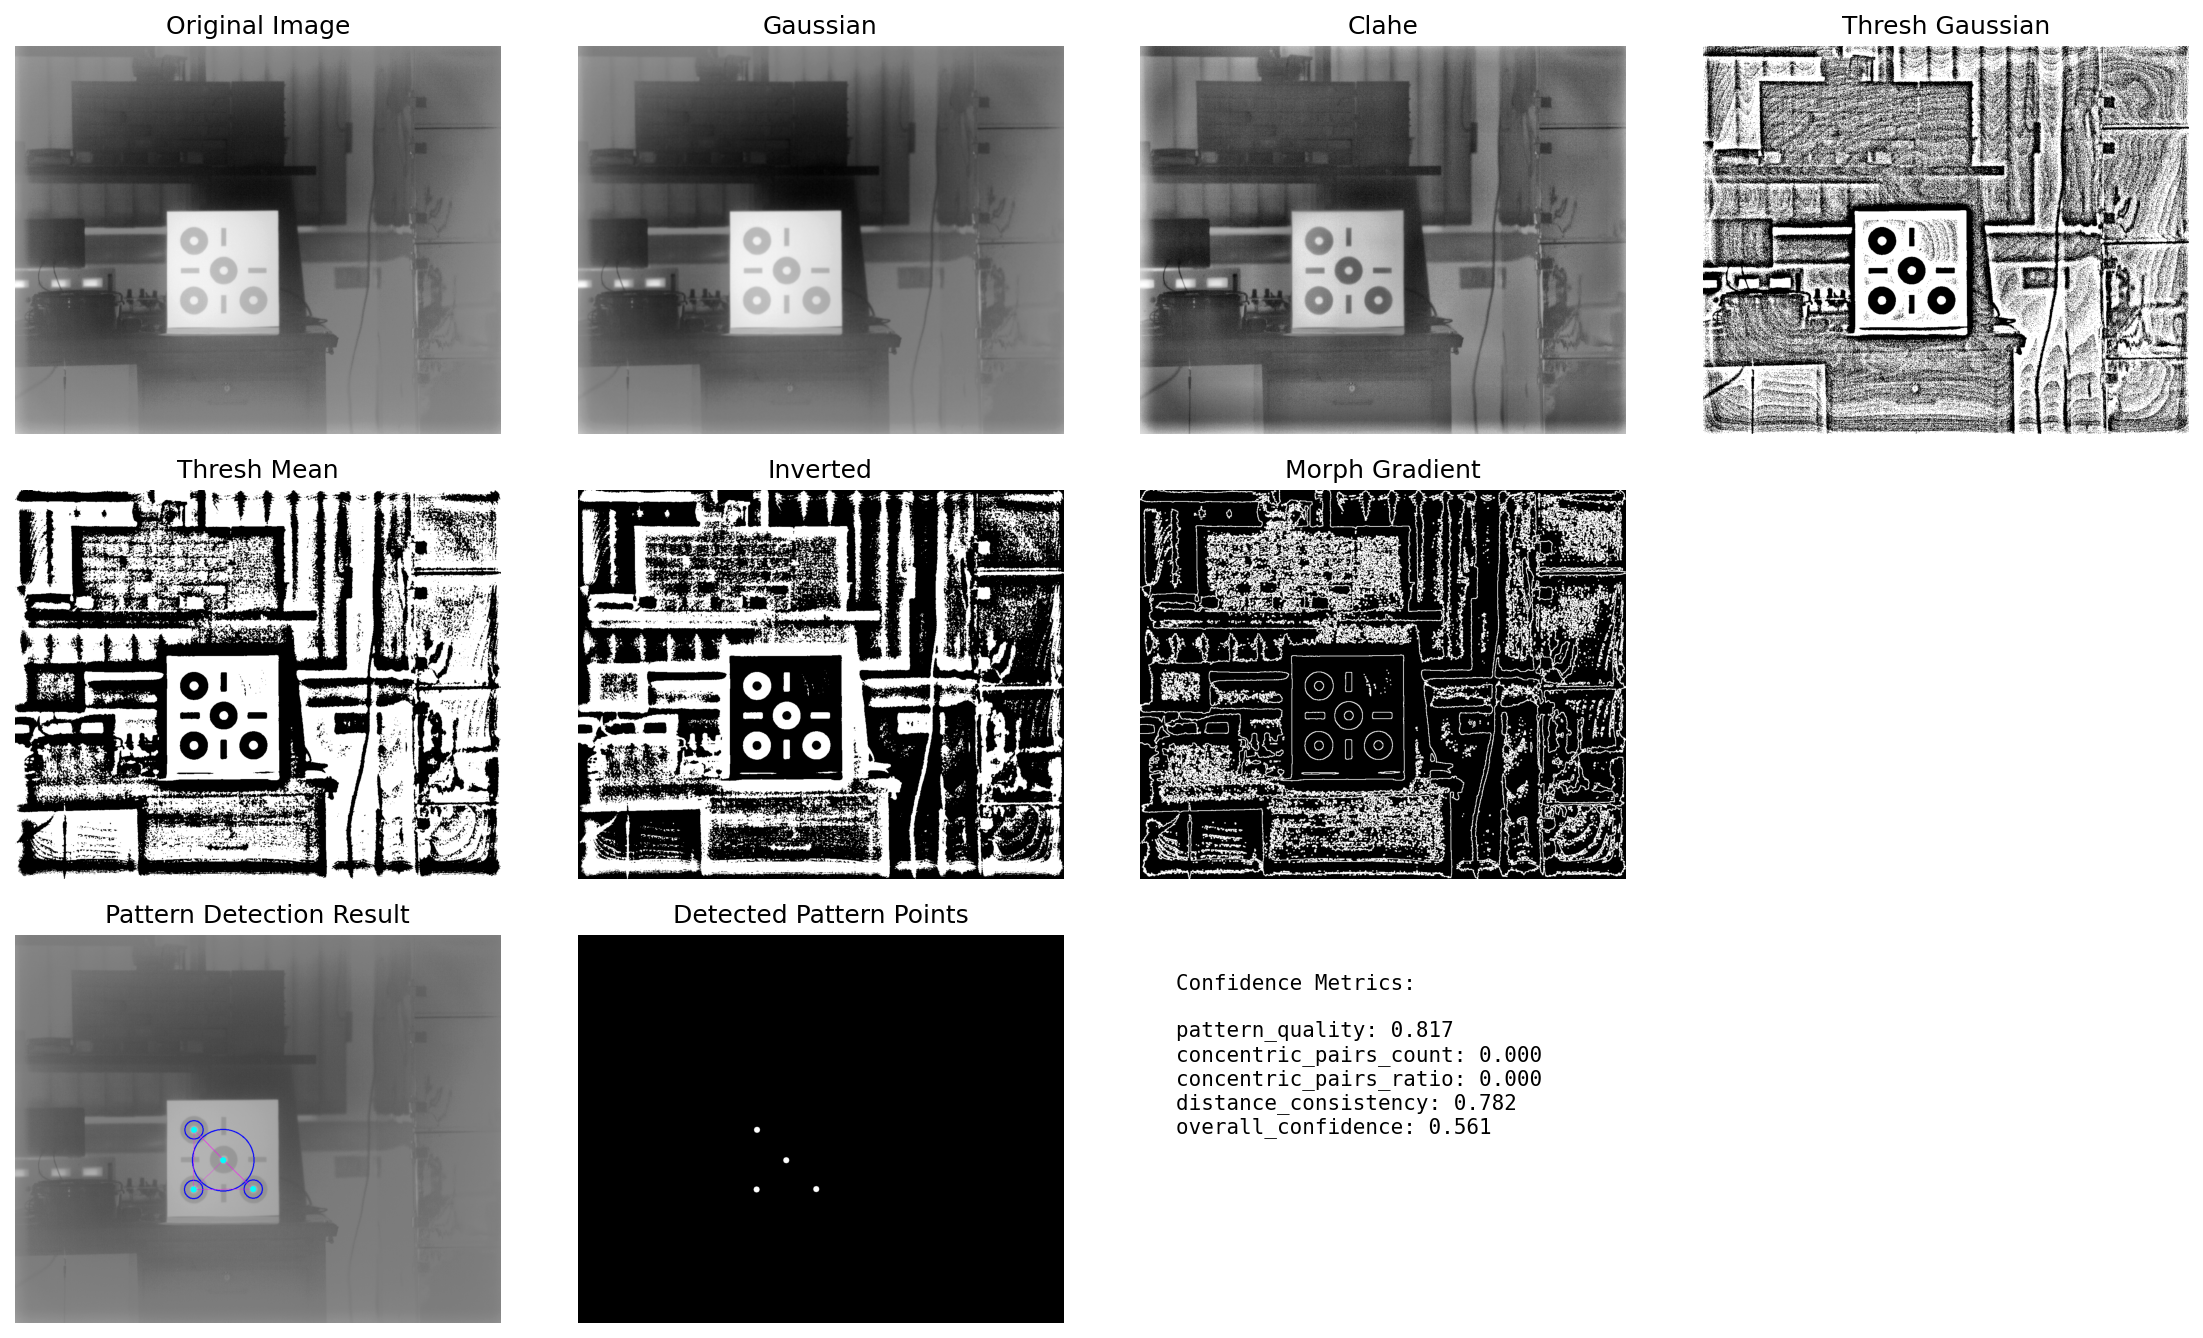 Original Image
Gaussian
Clahe
Thresh Gaussian
Thresh Mean
Inverted
Morph Gradient
Pattern Detection Result
Detected Pattern Points
Confidence Metrics:
pattern_quality: 0.817
concentric_pairs_count: 0.000
concentric_pairs_ratio: 0.000
distance_consistency: 0.782
overall_confidence: 0.561